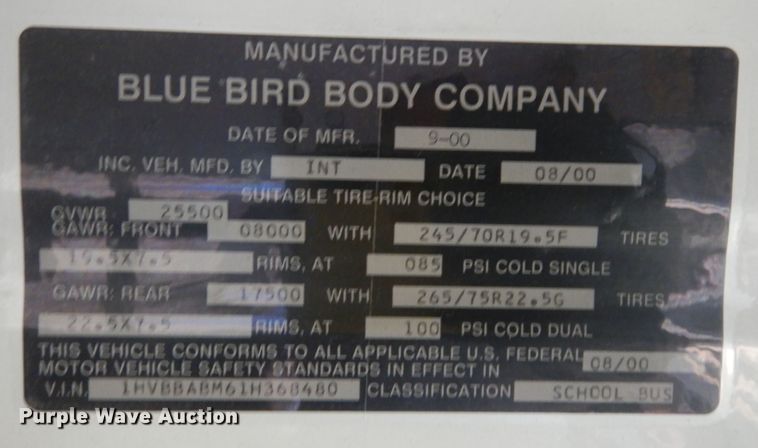 MANUFACTURED BY
BLUE BIRD BODY COMPANY
DATE OF MFR. 9-00
INC. VEH. MFD. BY INT DATE 08/00
SUITABLE TIRE-RIM CHOICE
GVWR 25500
GAWR: FRONT 08000 WITH 245/70R19.5F TIRES
19.5X7.5 RIMS, AT 085 PSI COLD SINGLE
GAWR: REAR 17500 WITH 265/75R22.5G TIRES
22.5X7.5 RIMS, AT 100 PSI COLD DUAL
THIS VEHICLE CONFORMS TO ALL APPLICABLE U.S. FEDERAL
MOTOR VEHICLE SAFETY STANDARDS IN EFFECT IN 08/00
V.I.N. 1HVBBABM61H368480 CLASSIFICATION SCHOOL BUS
Purple Wave Auction